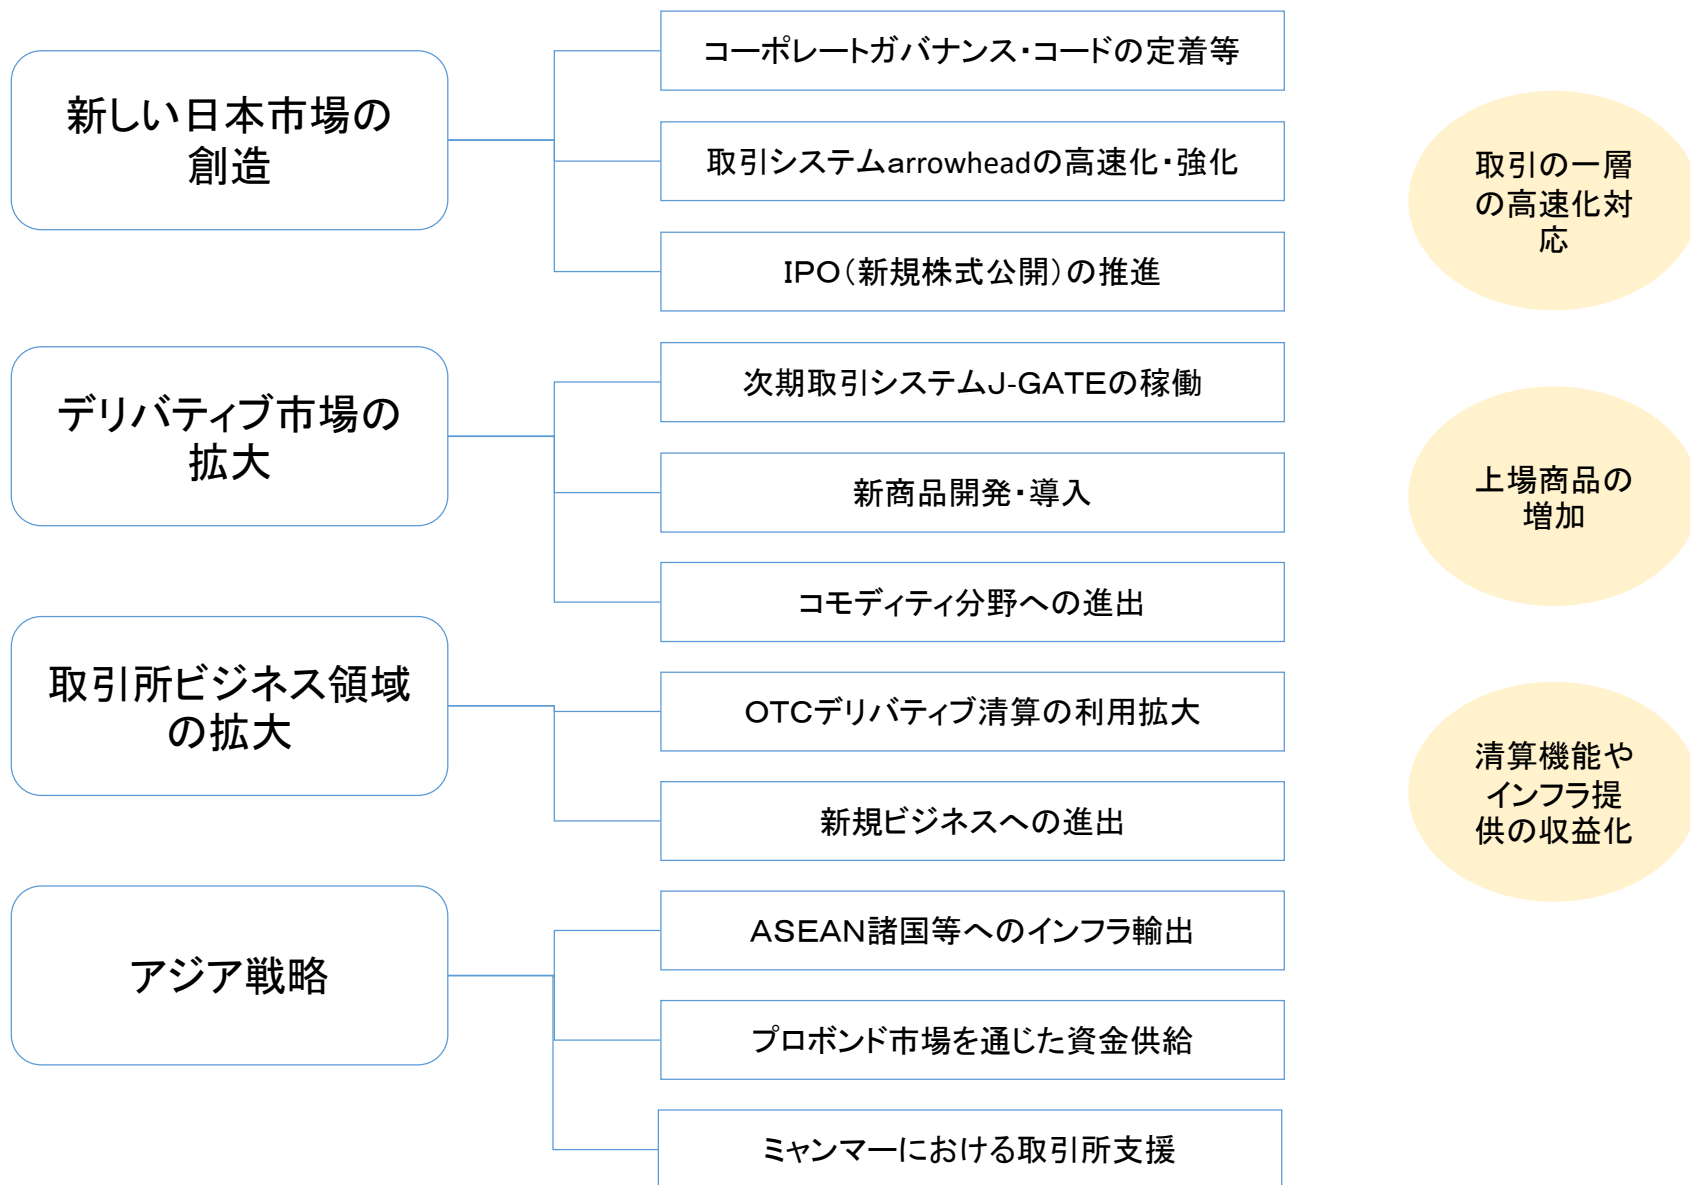 新しい日本市場の
創造
コーポレートガバナンス・コードの定着等
取引システムarrowheadの高速化・強化
IPO（新規株式公開）の推進
取引の一層
の高速化対
応
デリバティブ市場の
拡大
次期取引システムJ-GATEの稼働
新商品開発・導入
コモディティ分野への進出
上場商品の
増加
取引所ビジネス領域
の拡大
OTCデリバティブ清算の利用拡大
新規ビジネスへの進出
清算機能や
インフラ提
供の収益化
アジア戦略
ASEAN諸国等へのインフラ輸出
プロボンド市場を通じた資金供給
ミャンマーにおける取引所支援